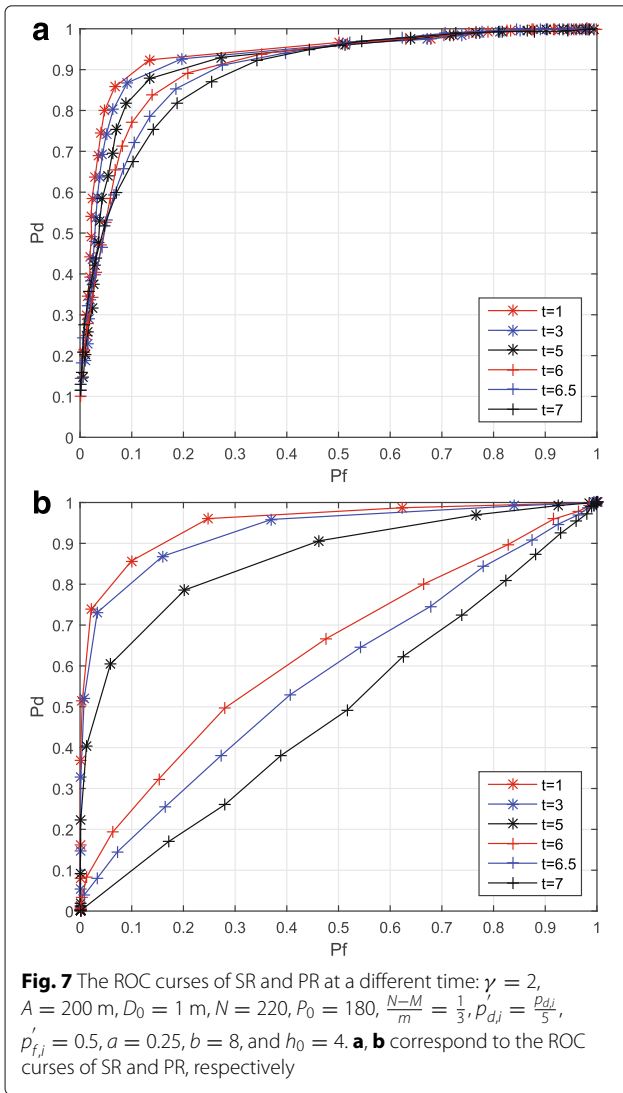 a
1
0.9
0.8
0.7
0.6
0.5
0.4
0.3
0.2
0.1
0
Pd
0 0.1 0.2 0.3 0.4 0.5 0.6 0.7 0.8 0.9 1
Pf
t=1
t=3
t=5
t=6
t=6.5
t=7
b
1
0.9
0.8
0.7
0.6
0.5
0.4
0.3
0.2
0.1
0
Pd
0 0.1 0.2 0.3 0.4 0.5 0.6 0.7 0.8 0.9 1
Pf
t=1
t=3
t=5
t=6
t=6.5
t=7
Fig. 7 The ROC curves of SR and PR at a different time: γ = 2,
A = 200 m, D₀ = 1 m, N = 220, P₀ = 180, (N−M)/m = 1/3, p′_{d,i} = p_{d,i}/5,
p′_{f,i} = 0.5, a = 0.25, b = 8, and h₀ = 4. a, b correspond to the ROC
curves of SR and PR, respectively